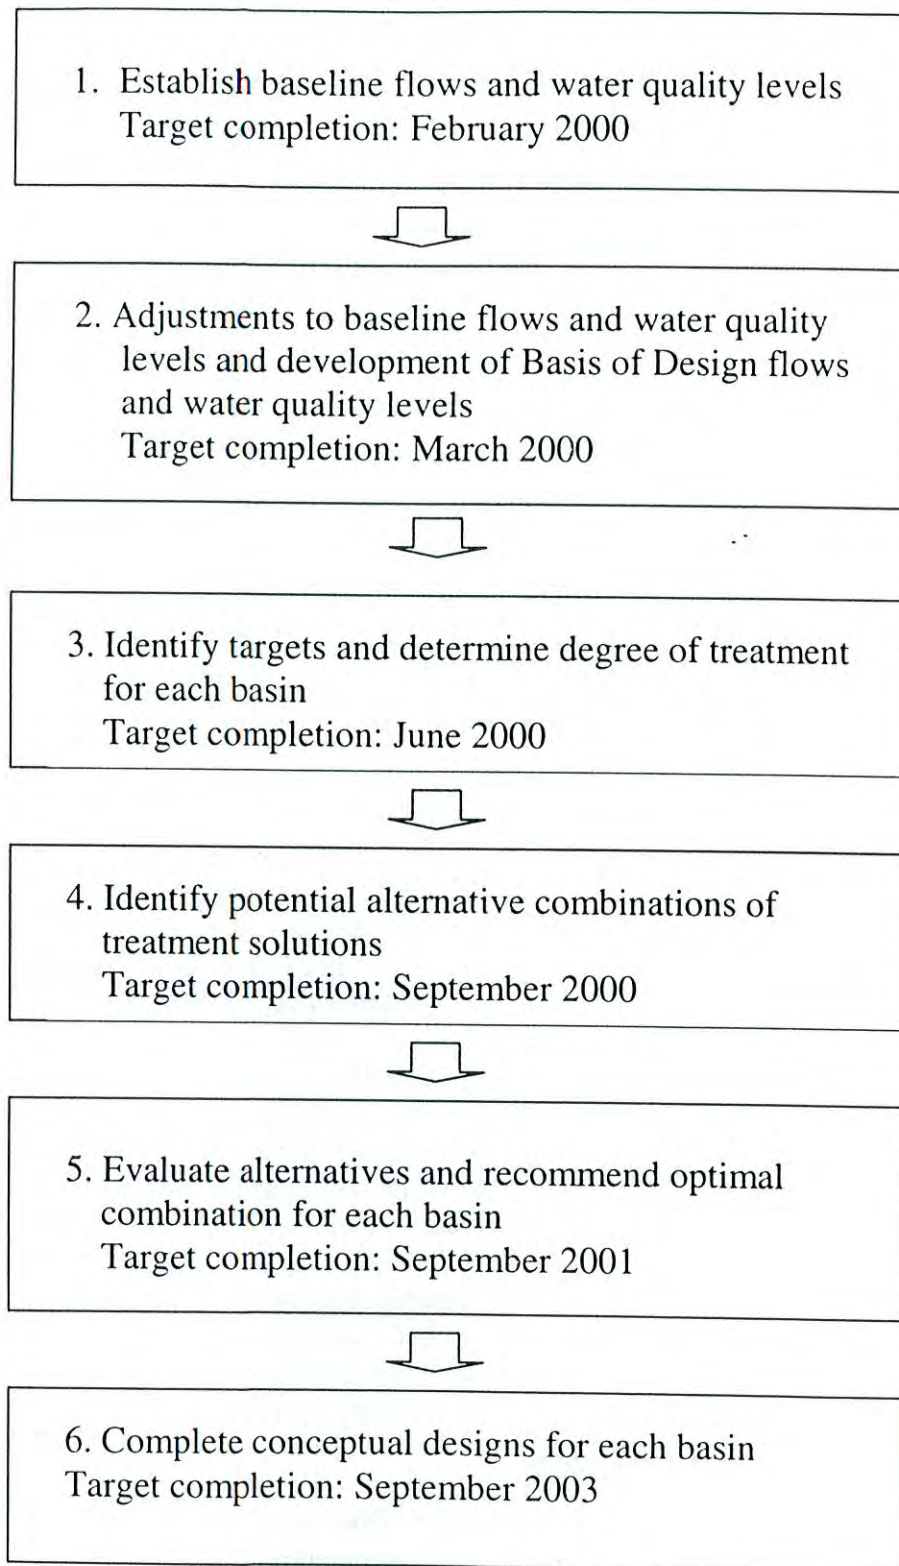 1. Establish baseline flows and water quality levels
Target completion: February 2000
2. Adjustments to baseline flows and water quality
levels and development of Basis of Design flows
and water quality levels
Target completion: March 2000
3. Identify targets and determine degree of treatment
for each basin
Target completion: June 2000
4. Identify potential alternative combinations of
treatment solutions
Target completion: September 2000
5. Evaluate alternatives and recommend optimal
combination for each basin
Target completion: September 2001
6. Complete conceptual designs for each basin
Target completion: September 2003